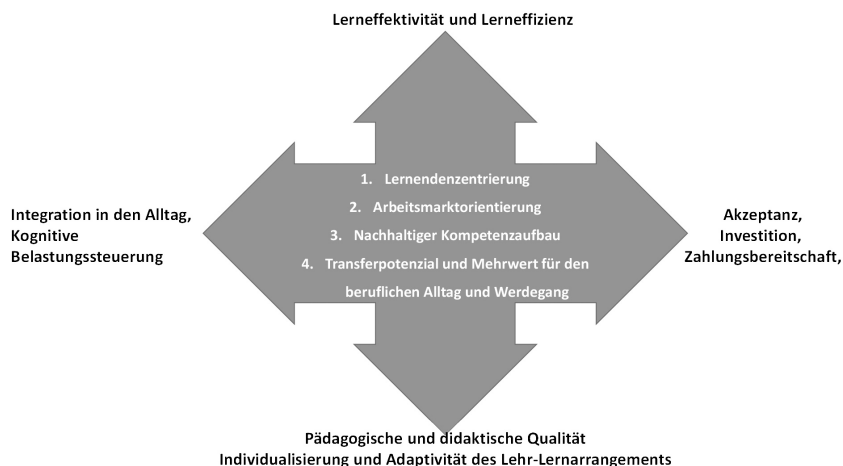 Lerneffektivität und Lerneffizienz
1. Lernendenzentrierung
2. Arbeitsmarktorientierung
3. Nachhaltiger Kompetenzaufbau
4. Transferpotenzial und Mehrwert für den
beruflichen Alltag und Werdegang
Integration in den Alltag,
Kognitive
Belastungssteuerung
Akzeptanz,
Investition,
Zahlungsbereitschaft,
Pädagogische und didaktische Qualität
Individualisierung und Adaptivität des Lehr-Lernarrangements